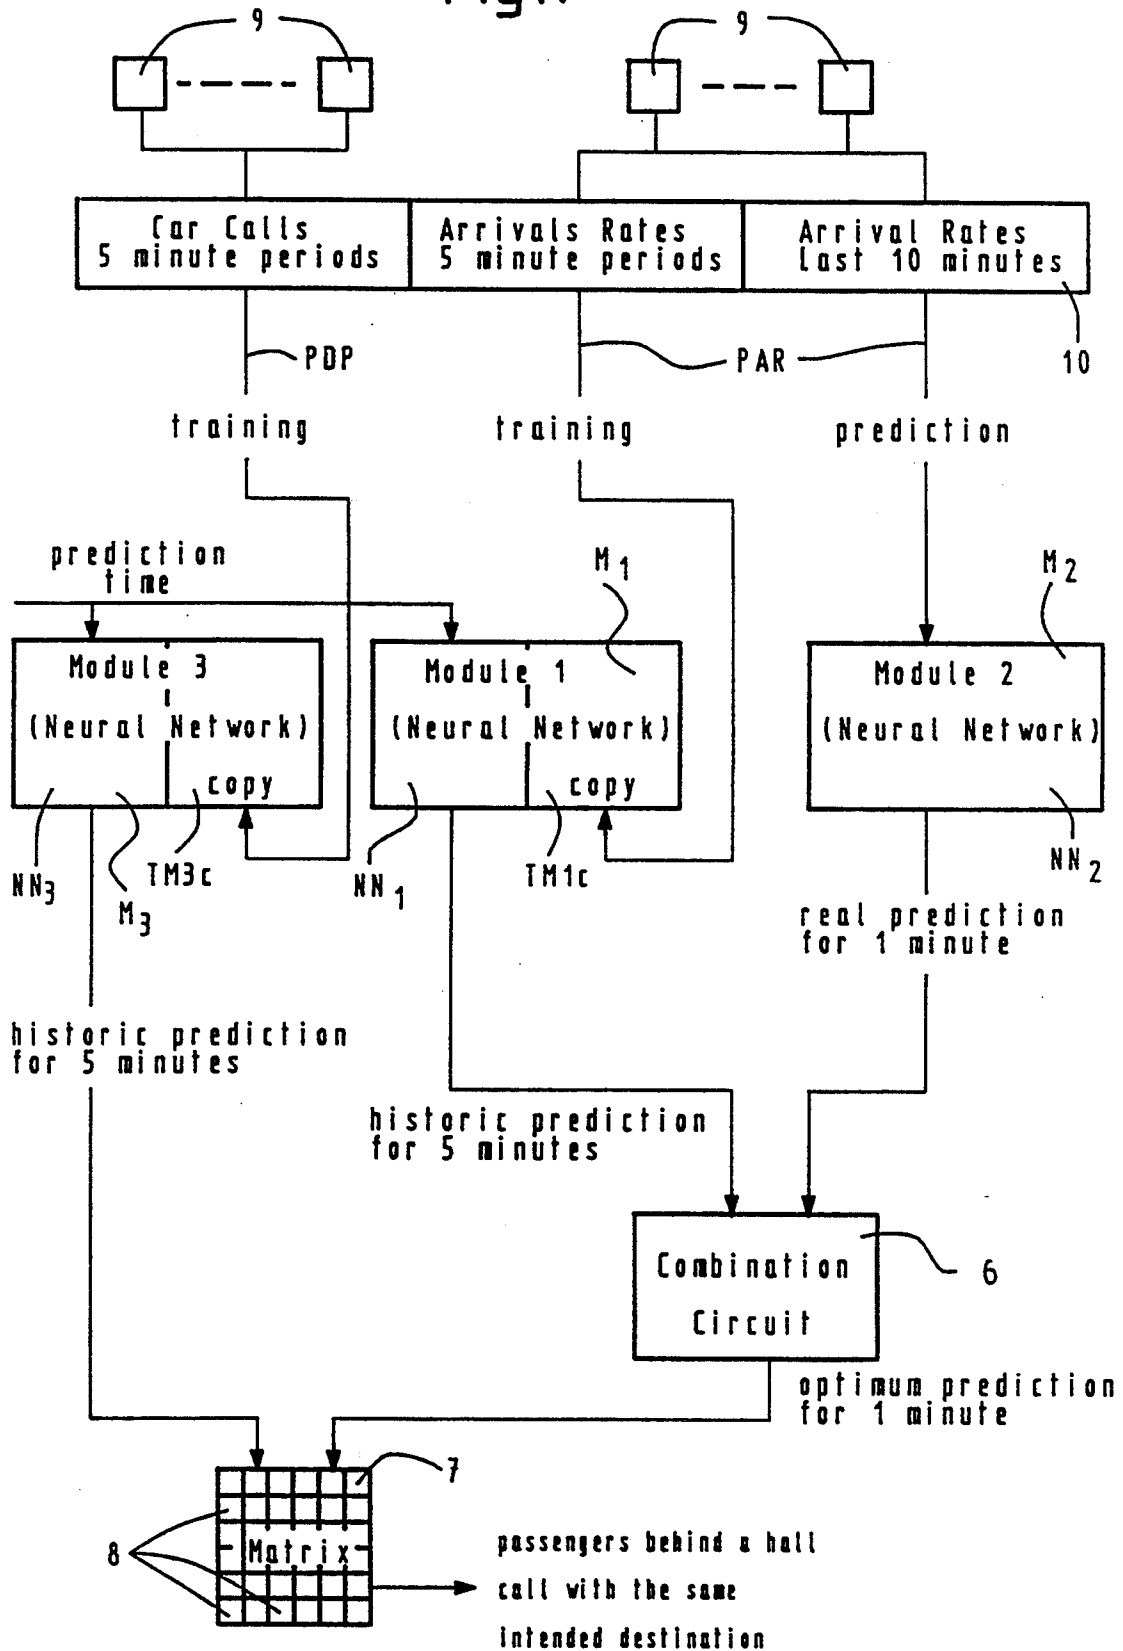 9
9
Car Calls
5 minute periods
Arrivals Rates
5 minute periods
Arrival Rates
Last 10 minutes
PDP
PAR
10
training
training
prediction
prediction
time
M1
M2
Module 3
(Neural Network)
copy
Module 1
(Neural Network)
copy
Module 2
(Neural Network)
NN3
M3
TM3c
NN1
TM1c
NN2
real prediction
for 1 minute
historic prediction
for 5 minutes
historic prediction
for 5 minutes
Combination
Circuit
6
optimum prediction
for 1 minute
7
8
Matrix
passengers behind a hall
call with the same
intended destination